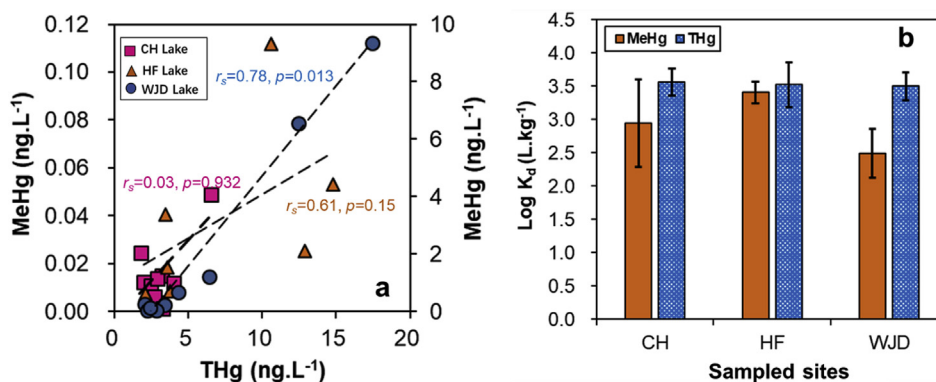 0.12
0.10
0.08
0.06
0.04
0.02
0.00
MeHg (ng.L⁻¹)
CH Lake
HF Lake
WJD Lake
rs=0.78, p=0.013
rs=0.03, p=0.932
rs=0.61, p=0.15
a
10
8
6
4
2
0
MeHg (ng.L⁻¹)
0 5 10 15 20
THg (ng.L⁻¹)
MeHg THg
b
4.5
4.0
3.5
3.0
2.5
2.0
1.5
1.0
0.5
0.0
Log Kd (L.kg⁻¹)
CH HF WJD
Sampled sites